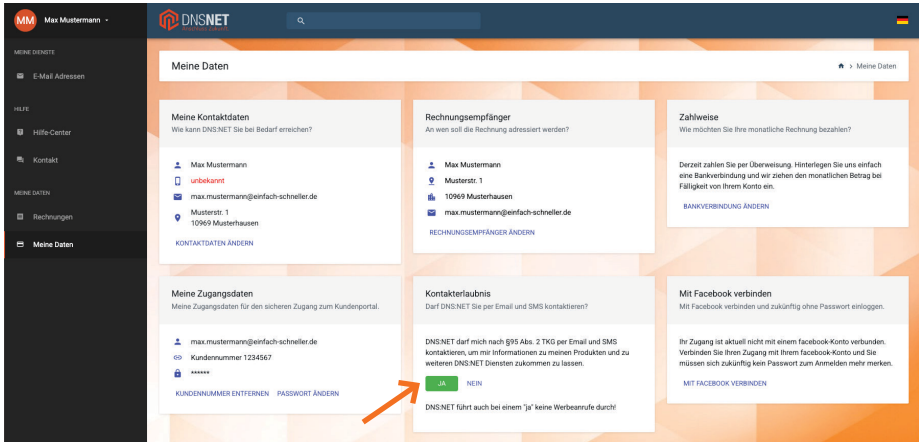 MM
Max Mustermann
DNS:NET
MEINE DIENSTE
E-Mail Adressen
HILFE
Hilfe-Center
Kontakt
MEINE DATEN
Rechnungen
Meine Daten
Meine Daten
> Meine Daten
Meine Kontaktdaten
Wie kann DNS:NET Sie bei Bedarf erreichen?
Max Mustermann
unbekannt
max.mustermann@einfach-schneller.de
Musterstr. 1
10969 Musterhausen
KONTAKTDATEN ÄNDERN
Rechnungsempfänger
An wen soll die Rechnung adressiert werden?
Max Mustermann
Musterstr. 1
10969 Musterhausen
max.mustermann@einfach-schneller.de
RECHNUNGSEMPFÄNGER ÄNDERN
Zahlweise
Wie möchten Sie Ihre monatliche Rechnung bezahlen?
Derzeit zahlen Sie per Überweisung. Hinterlegen Sie uns einfach
eine Bankverbindung und wir ziehen den monatlichen Betrag bei
Fälligkeit von Ihrem Konto ein.
BANKVERBINDUNG ÄNDERN
Meine Zugangsdaten
Meine Zugangsdaten für den sicheren Zugang zum Kundenportal.
max.mustermann@einfach-schneller.de
Kundennummer 1234567
******
KUNDENNUMMER ENTFERNEN PASSWORT ÄNDERN
Kontakterlaubnis
Darf DNS:NET Sie per Email und SMS kontaktieren?
DNS:NET darf mich nach §95 Abs. 2 TKG per Email und SMS
kontaktieren, um mir Informationen zu meinen Produkten und zu
weiteren DNS:NET Diensten zukommen zu lassen.
JA NEIN
DNS:NET führt auch bei einem "ja" keine Werbeanrufe durch!
Mit Facebook verbinden
Mit Facebook verbinden und zukünftig ohne Passwort einloggen.
Ihr Zugang ist aktuell nicht mit einem facebook-Konto verbunden.
Verbinden Sie Ihren Zugang mit Ihrem facebook-Konto und Sie
müssen sich zukünftig kein Passwort zum Anmelden mehr merken.
MIT FACEBOOK VERBINDEN